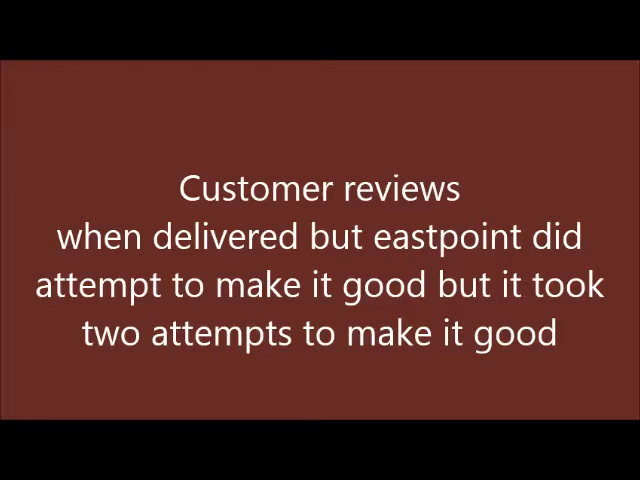 Customer reviews
when delivered but eastpoint did
attempt to make it good but it took
two attempts to make it good